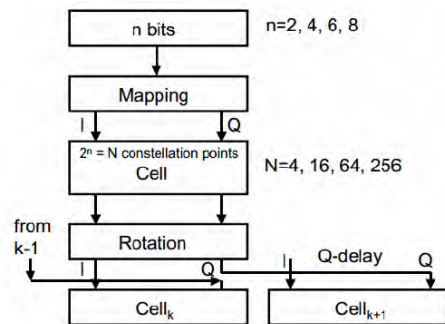 n bits
n=2, 4, 6, 8
Mapping
I Q
2ⁿ = N constellation points
Cell
N=4, 16, 64, 256
from
k-1
Rotation
I Q I Q-delay Q
Cellₖ Cellₖ₊₁